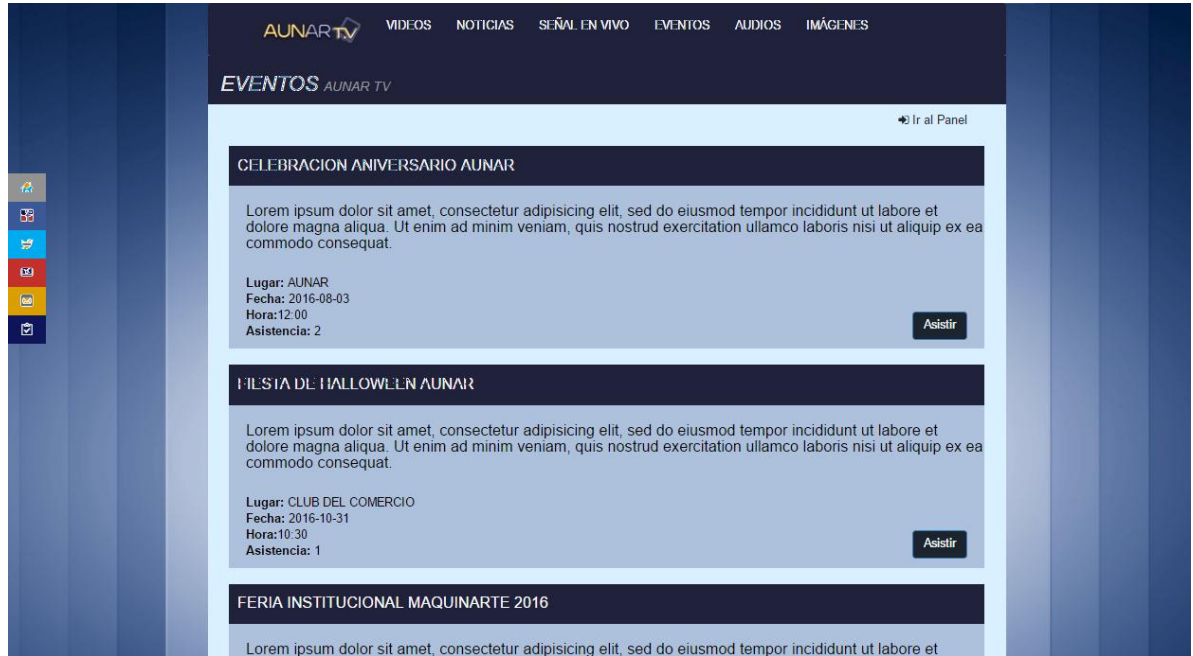 AUNARTV VIDEOS NOTICIAS SEÑAL EN VIVO EVENTOS AUDIOS IMÁGENES
EVENTOS AUNAR TV
Ir al Panel
CELEBRACION ANIVERSARIO AUNAR
Lorem ipsum dolor sit amet, consectetur adipisicing elit, sed do eiusmod tempor incididunt ut labore et
dolore magna aliqua. Ut enim ad minim veniam, quis nostrud exercitation ullamco laboris nisi ut aliquip ex ea
commodo consequat.
Lugar: AUNAR
Fecha: 2016-08-03
Hora:12:00
Asistencia: 2
Asistir
FIESTA DE HALLOWEEN AUNAR
Lorem ipsum dolor sit amet, consectetur adipisicing elit, sed do eiusmod tempor incididunt ut labore et
dolore magna aliqua. Ut enim ad minim veniam, quis nostrud exercitation ullamco laboris nisi ut aliquip ex ea
commodo consequat.
Lugar: CLUB DEL COMERCIO
Fecha: 2016-10-31
Hora:10:30
Asistencia: 1
Asistir
FERIA INSTITUCIONAL MAQUINARTE 2016
Lorem ipsum dolor sit amet, consectetur adipisicing elit, sed do eiusmod tempor incididunt ut labore et